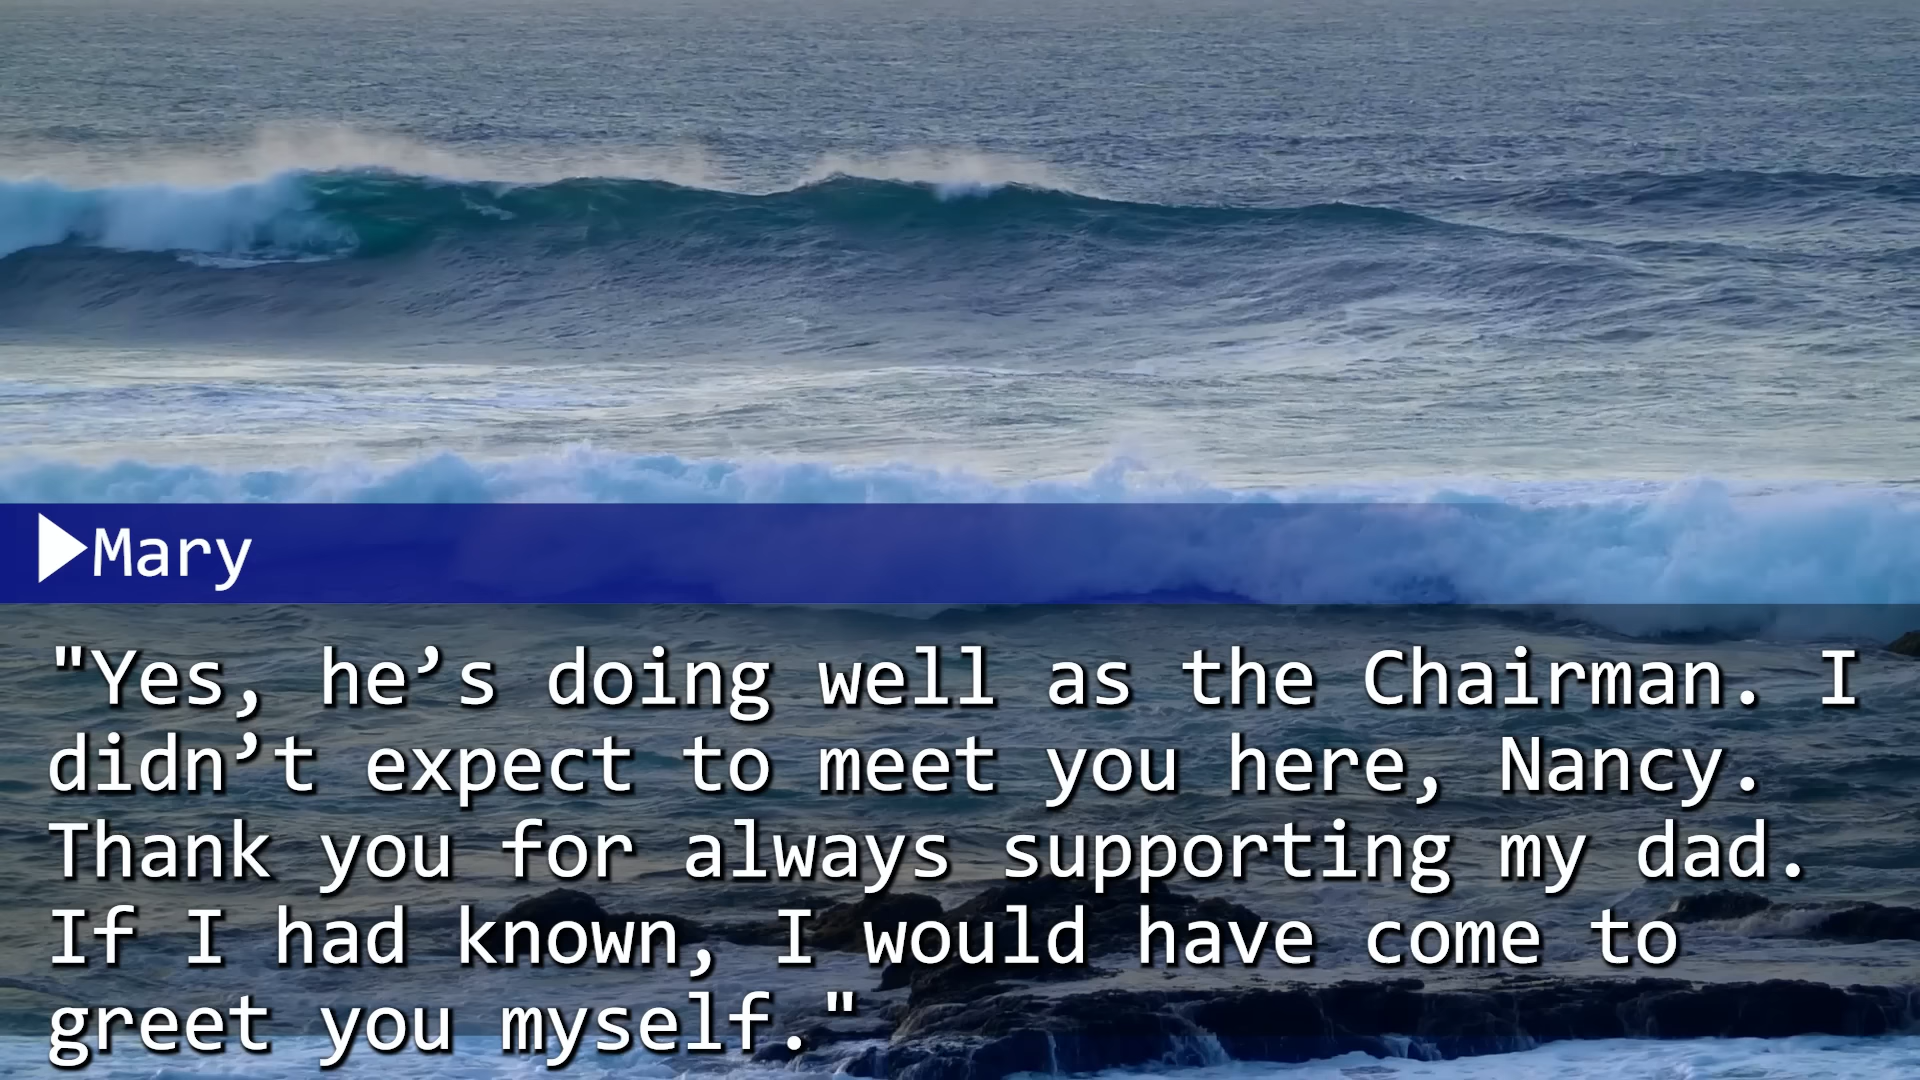 ▶Mary
"Yes, he’s doing well as the Chairman. I
didn’t expect to meet you here, Nancy.
Thank you for always supporting my dad.
If I had known, I would have come to
greet you myself."